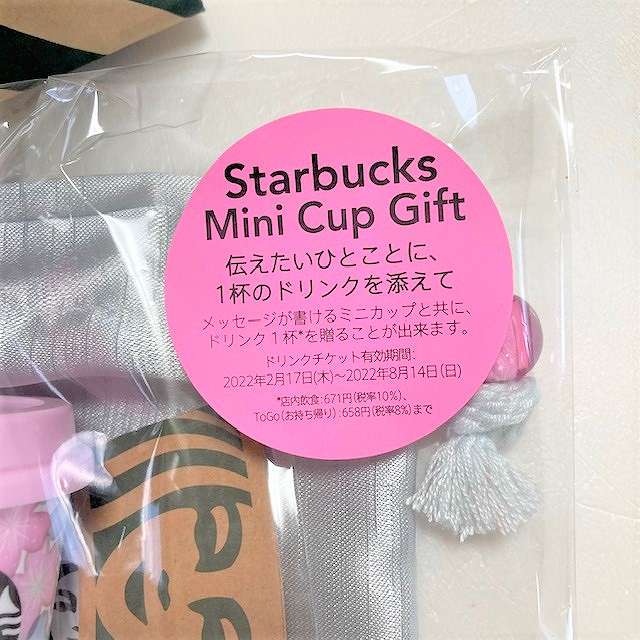 Starbucks
Mini Cup Gift
伝えたいひとことに、
1杯のドリンクを添えて
メッセージが書けるミニカップと共に、
ドリンク1杯*を贈ることが出来ます。
ドリンクチケット有効期間：
2022年2月17日(木)～2022年8月14日(日)
*店内飲食：671円(税率10%)、
ToGo(お持ち帰り)：658円(税率8%)まで